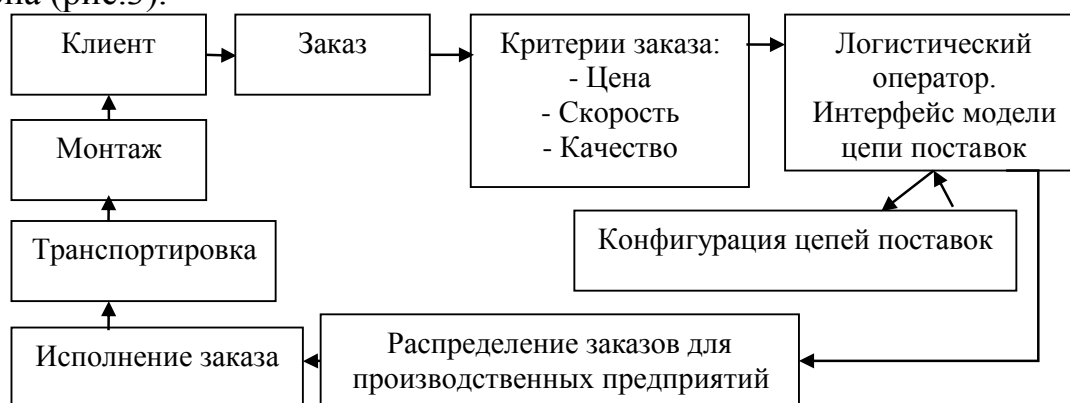 (рис.3).
Клиент
Заказ
Критерии заказа:
- Цена
- Скорость
- Качество
Логистический
оператор.
Интерфейс модели
цепи поставок
Монтаж
Конфигурация цепей поставок
Транспортировка
Исполнение заказа
Распределение заказов для
производственных предприятий